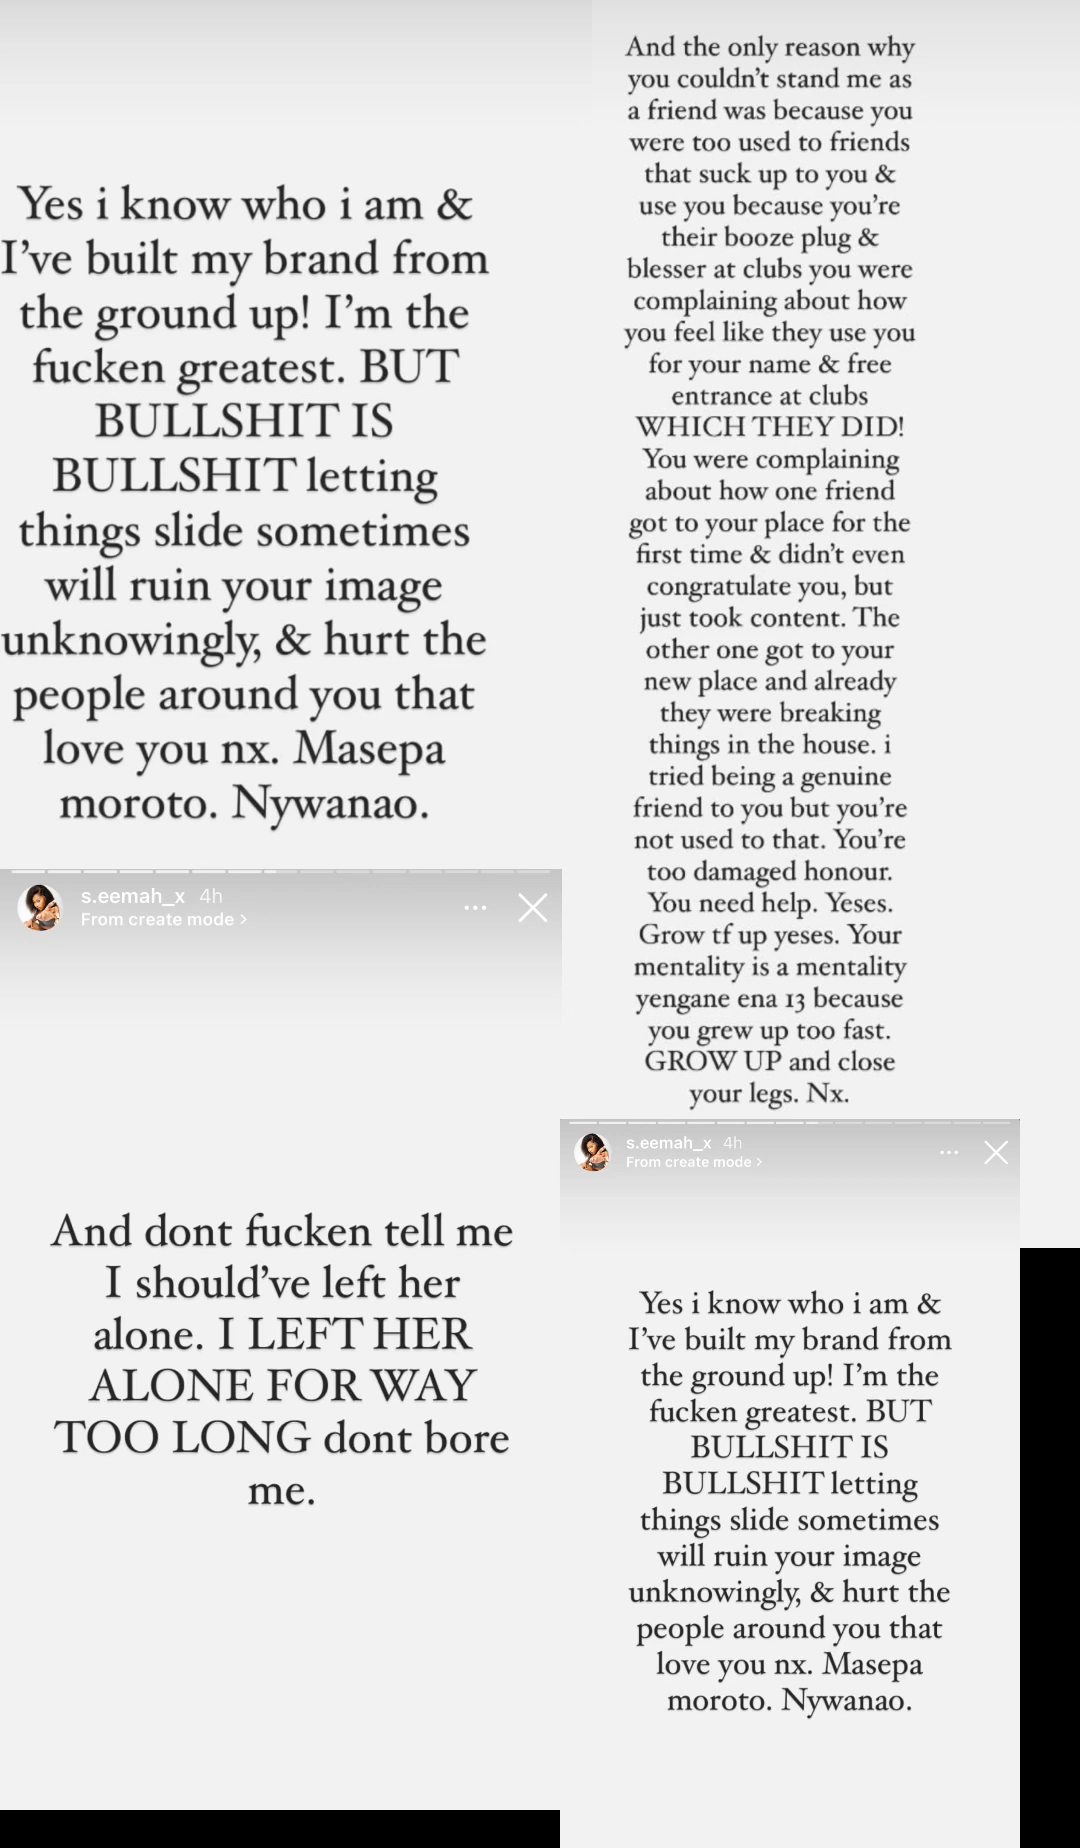 Yes i know who i am &
I've built my brand from
the ground up! I'm the
fucken greatest. BUT
BULLSHIT IS
BULLSHIT letting
things slide sometimes
will ruin your image
unknowingly, & hurt the
people around you that
love you nx. Masepa
moroto. Nywanao.
And the only reason why
you couldn't stand me as
a friend was because you
were too used to friends
that suck up to you &
use you because you're
their booze plug &
blesser at clubs you were
complaining about how
you feel like they use you
for your name & free
entrance at clubs
WHICH THEY DID!
You were complaining
about how one friend
got to your place for the
first time & didn't even
congratulate you, but
just took content. The
other one got to your
new place and already
they were breaking
things in the house. i
tried being a genuine
friend to you but you're
not used to that. You're
too damaged honour.
You need help. Yeses.
Grow tf up yeses. Your
mentality is a mentality
yengane ena 13 because
you grew up too fast.
GROW UP and close
your legs. Nx.
s.eemah_x 4h
From create mode >
And dont fucken tell me
I should've left her
alone. I LEFT HER
ALONE FOR WAY
TOO LONG dont bore
me.
s.eemah_x 4h
From create mode >
Yes i know who i am &
I've built my brand from
the ground up! I'm the
fucken greatest. BUT
BULLSHIT IS
BULLSHIT letting
things slide sometimes
will ruin your image
unknowingly, & hurt the
people around you that
love you nx. Masepa
moroto. Nywanao.